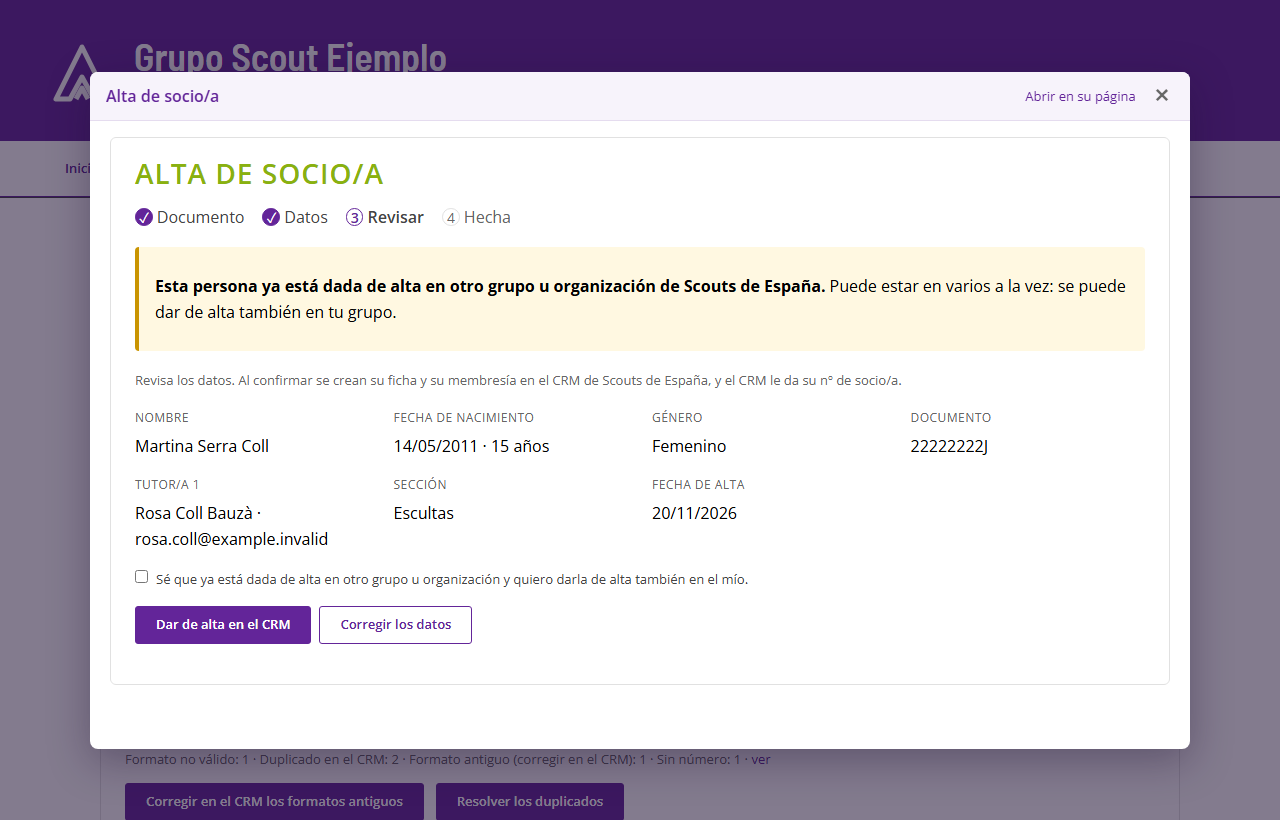 Grupo Scout Ejemplo
Alta de socio/a
Abrir en su página ✕
Inici
ALTA DE SOCIO/A
✓ Documento ✓ Datos 3 Revisar 4 Hecha
Esta persona ya está dada de alta en otro grupo u organización de Scouts de España. Puede estar en varios a la vez: se puede
dar de alta también en tu grupo.
Revisa los datos. Al confirmar se crean su ficha y su membresía en el CRM de Scouts de España, y el CRM le da su nº de socio/a.
NOMBRE FECHA DE NACIMIENTO GÉNERO DOCUMENTO
Martina Serra Coll 14/05/2011 · 15 años Femenino 22222222J
TUTOR/A 1 SECCIÓN FECHA DE ALTA
Rosa Coll Bauzà · Escultas 20/11/2026
rosa.coll@example.invalid
Sé que ya está dada de alta en otro grupo u organización y quiero darla de alta también en el mío.
Dar de alta en el CRM Corregir los datos
Formato no válido: 1 · Duplicado en el CRM: 2 · Formato antiguo (corregir en el CRM): 1 · Sin número: 1 · ver
Corregir en el CRM los formatos antiguos Resolver los duplicados